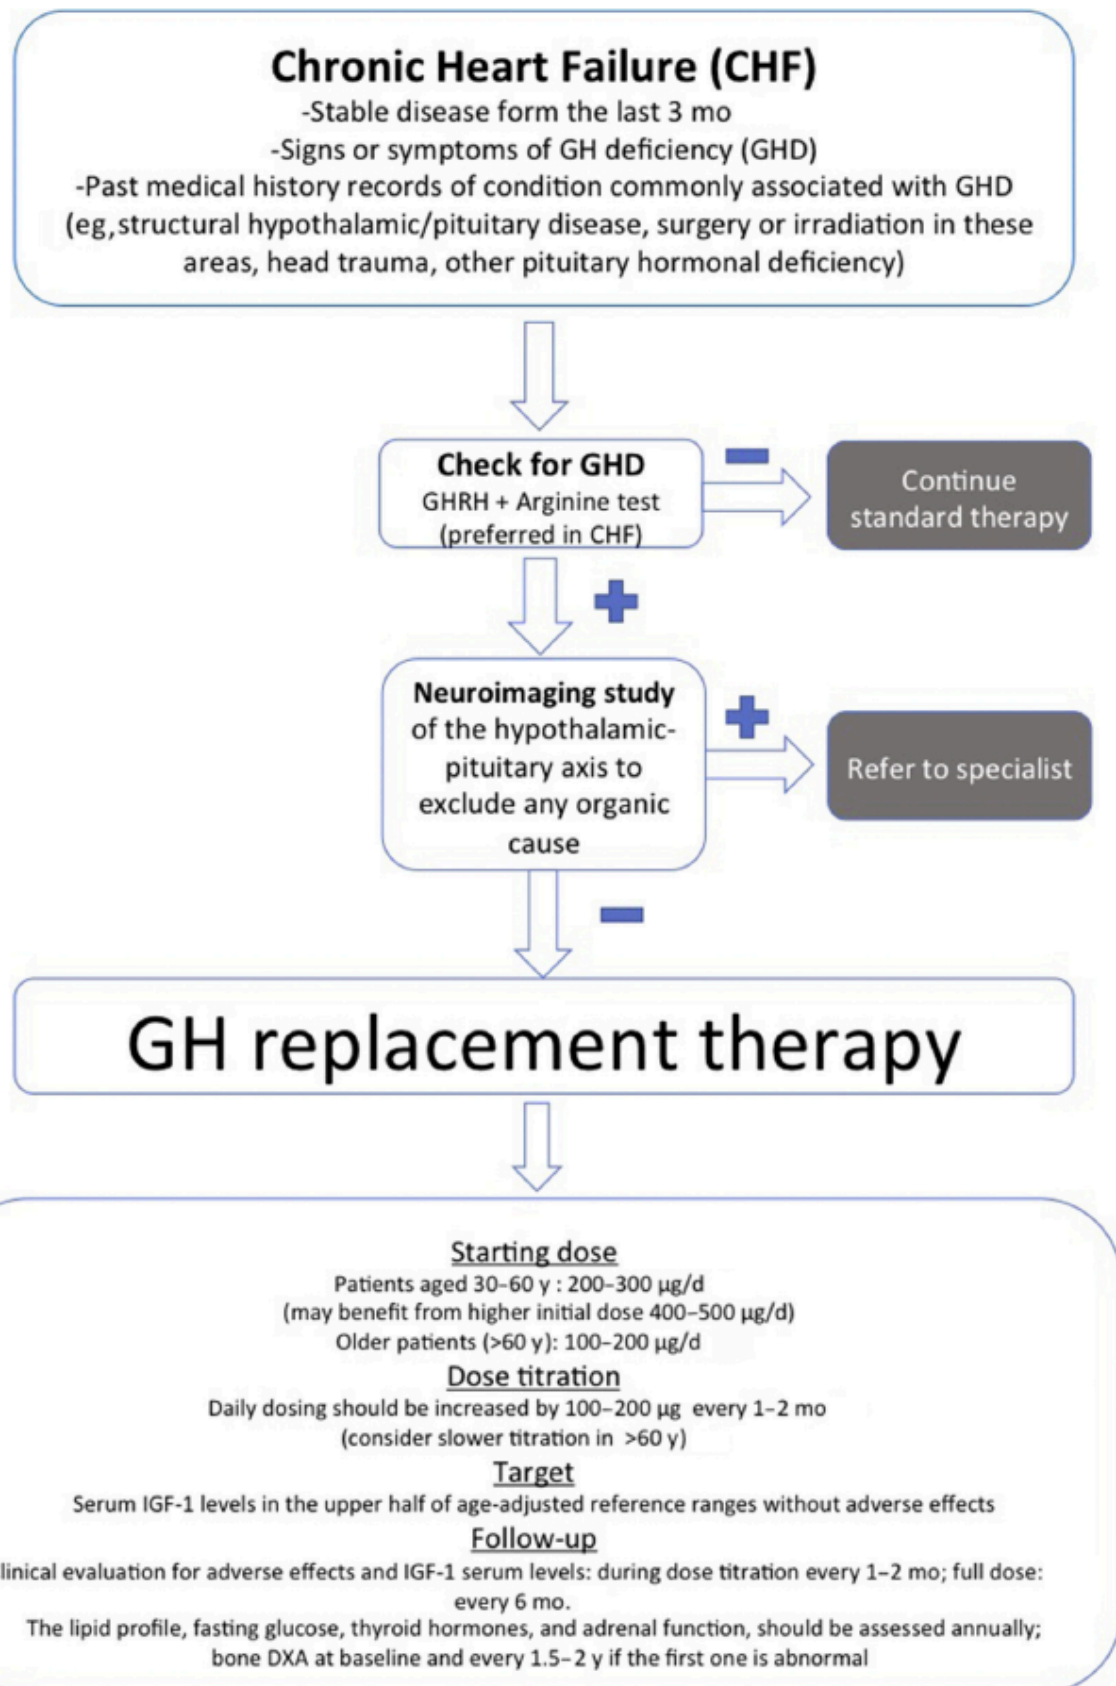 Chronic Heart Failure (CHF)
-Stable disease form the last 3 mo
-Signs or symptoms of GH deficiency (GHD)
-Past medical history records of condition commonly associated with GHD
(eg, structural hypothalamic/pituitary disease, surgery or irradiation in these
areas, head trauma, other pituitary hormonal deficiency)
Check for GHD
GHRH + Arginine test
(preferred in CHF)
Continue
standard therapy
Neuroimaging study
of the hypothalamic-
pituitary axis to
exclude any organic
cause
Refer to specialist
GH replacement therapy
Starting dose
Patients aged 30–60 y : 200–300 µg/d
(may benefit from higher initial dose 400–500 µg/d)
Older patients (>60 y): 100–200 µg/d
Dose titration
Daily dosing should be increased by 100–200 µg every 1–2 mo
(consider slower titration in >60 y)
Target
Serum IGF-1 levels in the upper half of age-adjusted reference ranges without adverse effects
Follow-up
linical evaluation for adverse effects and IGF-1 serum levels: during dose titration every 1–2 mo; full dose:
every 6 mo.
The lipid profile, fasting glucose, thyroid hormones, and adrenal function, should be assessed annually;
bone DXA at baseline and every 1.5–2 y if the first one is abnormal